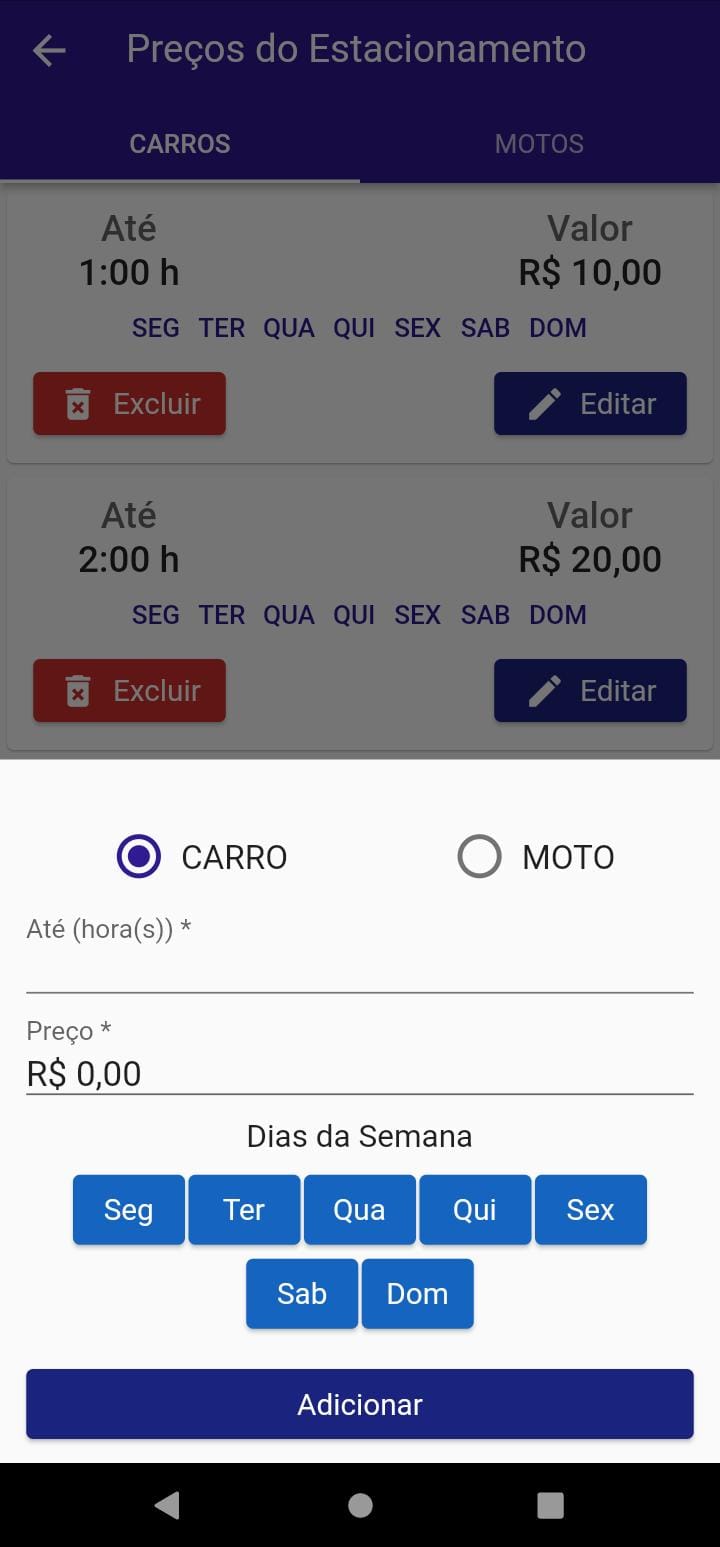 Preços do Estacionamento
CARROS MOTOS
Até Valor
1:00 h R$ 10,00
SEG TER QUA QUI SEX SAB DOM
Excluir Editar
Até Valor
2:00 h R$ 20,00
SEG TER QUA QUI SEX SAB DOM
Excluir Editar
CARRO MOTO
Até (hora(s)) *
Preço *
R$ 0,00
Dias da Semana
Seg Ter Qua Qui Sex
Sab Dom
Adicionar